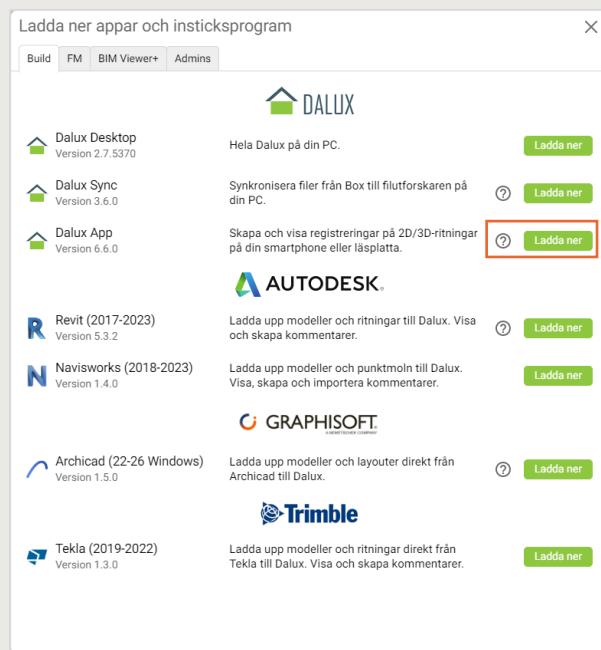 Ladda ner appar och insticksprogram
Build FM BIM Viewer+ Admins
DALUX
Dalux Desktop
Version 2.7.5370
Hela Dalux på din PC.
Ladda ner
Dalux Sync
Version 3.6.0
Synkronisera filer från Box till filutforskaren på
din PC.
?
Ladda ner
Dalux App
Version 6.6.0
Skapa och visa registreringar på 2D/3D-ritningar
på din smartphone eller läsplatta.
?
Ladda ner
AUTODESK.
R
Revit (2017-2023)
Version 5.3.2
Ladda upp modeller och ritningar till Dalux. Visa
och skapa kommentarer.
?
Ladda ner
N
Navisworks (2018-2023)
Version 1.4.0
Ladda upp modeller och punktmoln till Dalux.
Visa, skapa och importera kommentarer.
Ladda ner
GRAPHISOFT.
A NEMETSCHEK COMPANY
Archicad (22-26 Windows)
Version 1.5.0
Ladda upp modeller och layouter direkt från
Archicad till Dalux.
?
Ladda ner
Trimble
Tekla (2019-2022)
Version 1.3.0
Ladda upp modeller och ritningar direkt från
Tekla till Dalux. Visa och skapa kommentarer.
Ladda ner